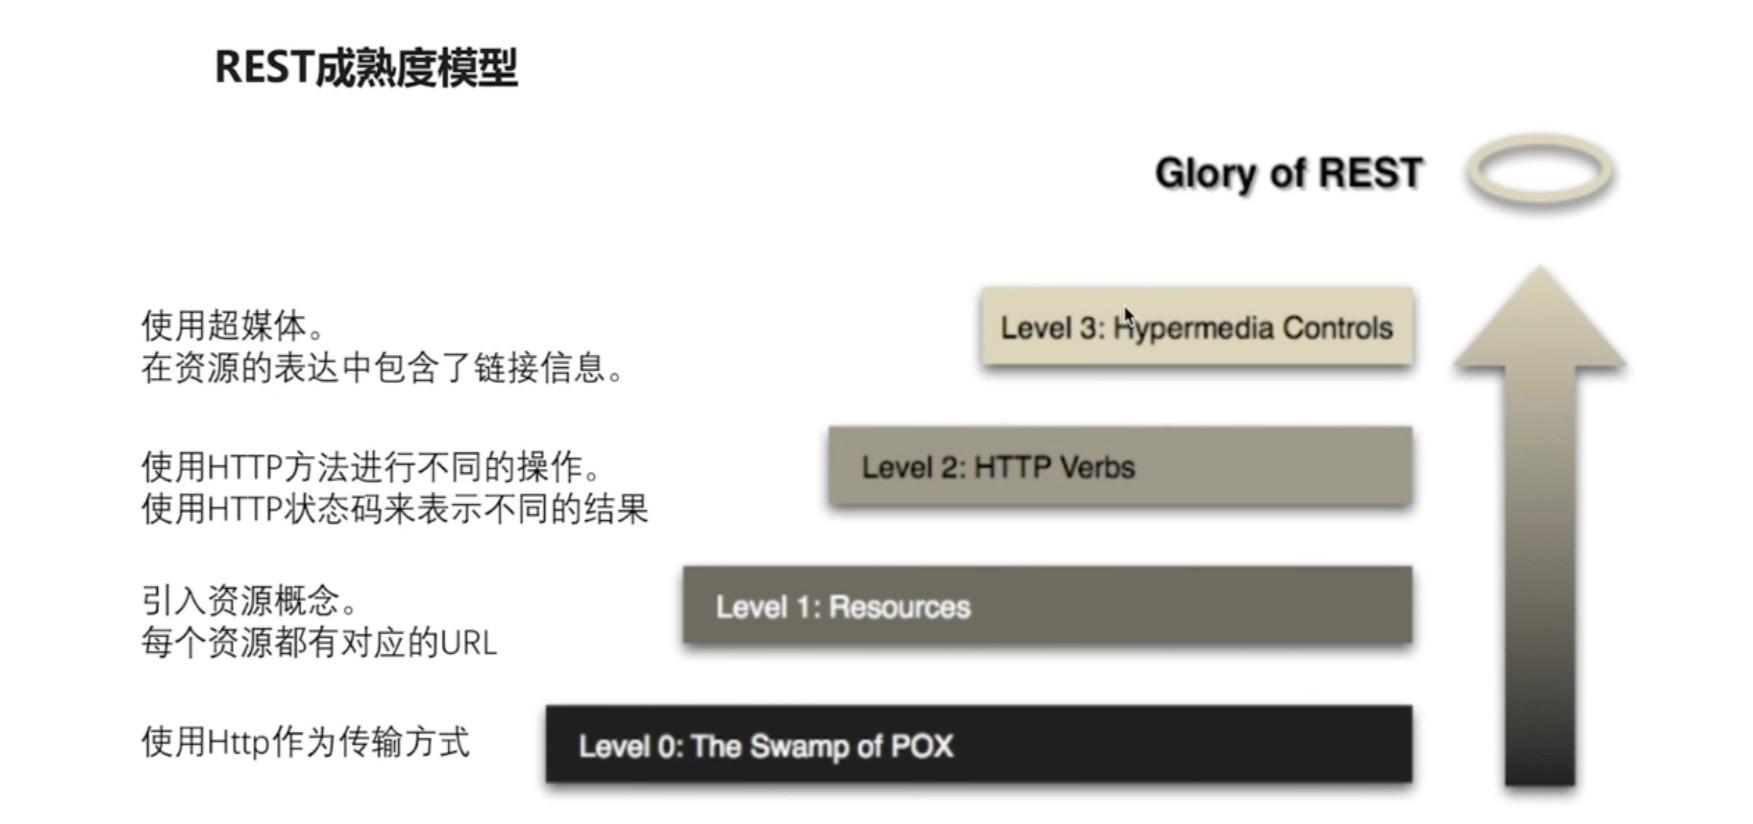 REST成熟度模型
Glory of REST
使用超媒体。
在资源的表达中包含了链接信息。
Level 3: Hypermedia Controls
使用HTTP方法进行不同的操作。
使用HTTP状态码来表示不同的结果
Level 2: HTTP Verbs
引入资源概念。
每个资源都有对应的URL
Level 1: Resources
使用Http作为传输方式
Level 0: The Swamp of POX